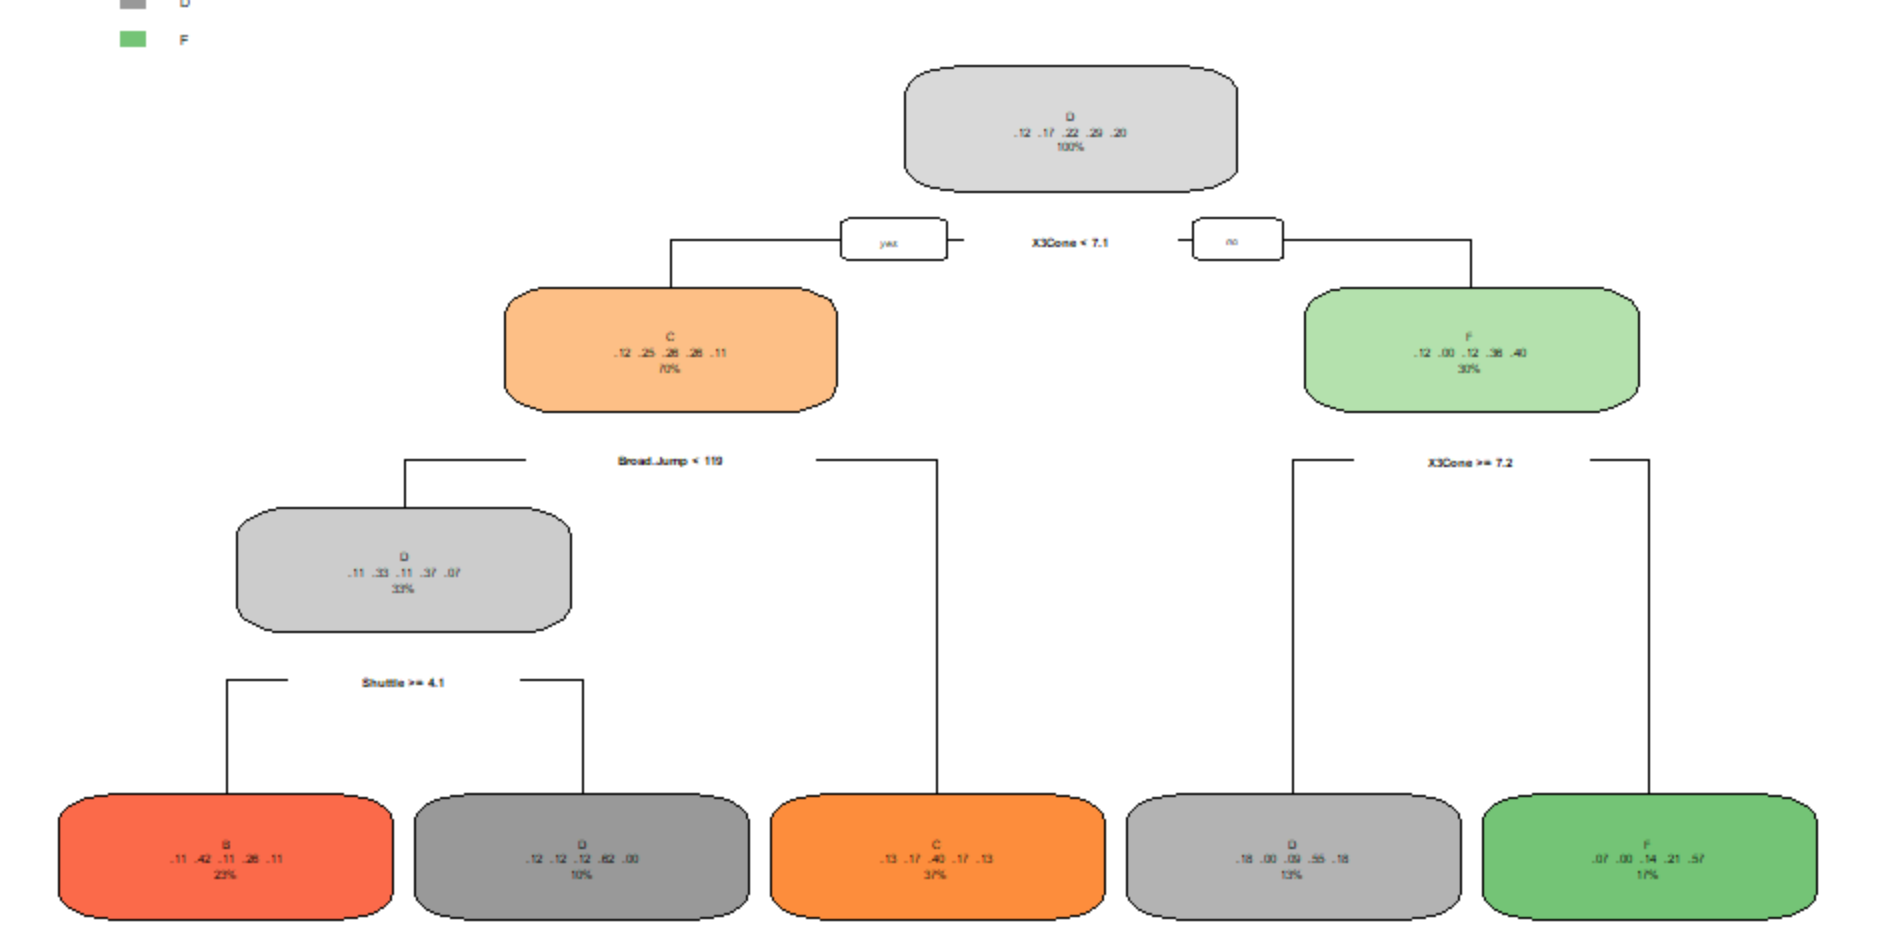 D
F
D
.12 .17 .22 .29 .20
100%
yes
X3Cone < 7.1
no
C
.12 .25 .26 .26 .11
70%
F
.12 .00 .12 .36 .40
30%
Broad.Jump < 119
X3Cone >= 7.2
D
.11 .33 .11 .37 .07
33%
Shuttle >= 4.1
B
.11 .42 .11 .26 .11
23%
D
.12 .12 .12 .62 .00
10%
C
.13 .17 .40 .17 .13
37%
D
.18 .00 .09 .55 .18
13%
F
.07 .00 .14 .21 .57
17%